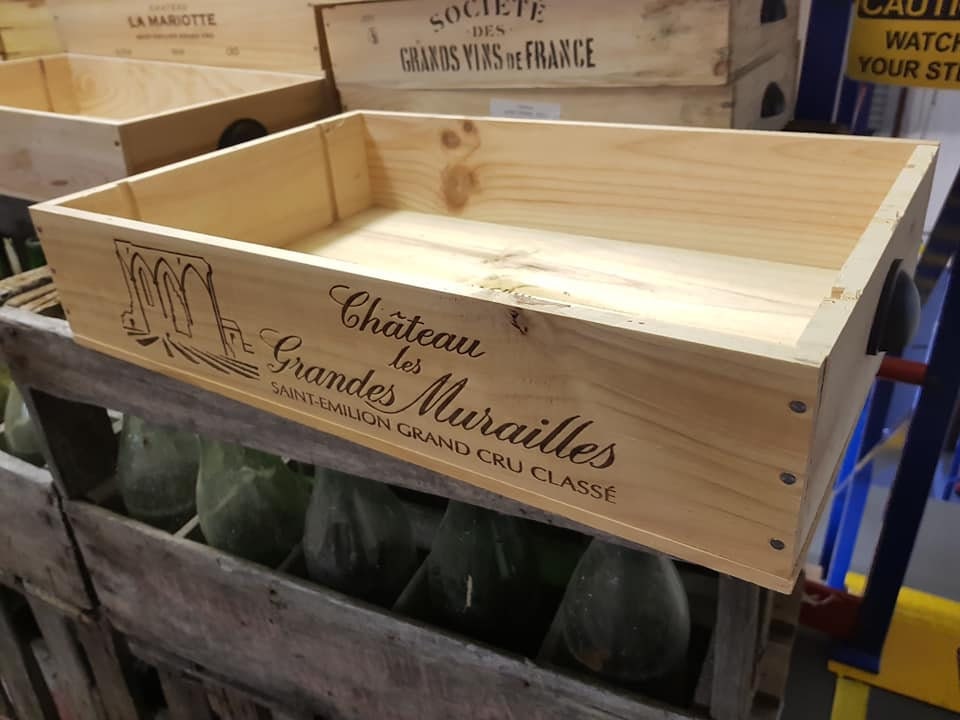 CHATEAU
LA MARIOTTE
SOCIÉTÉ
DES
GRANDS VINS DE FRANCE
CAUTI
WATCH
YOUR STE
Château
les
Grandes Murailles
SAINT-EMILION GRAND CRU CLASSÉ